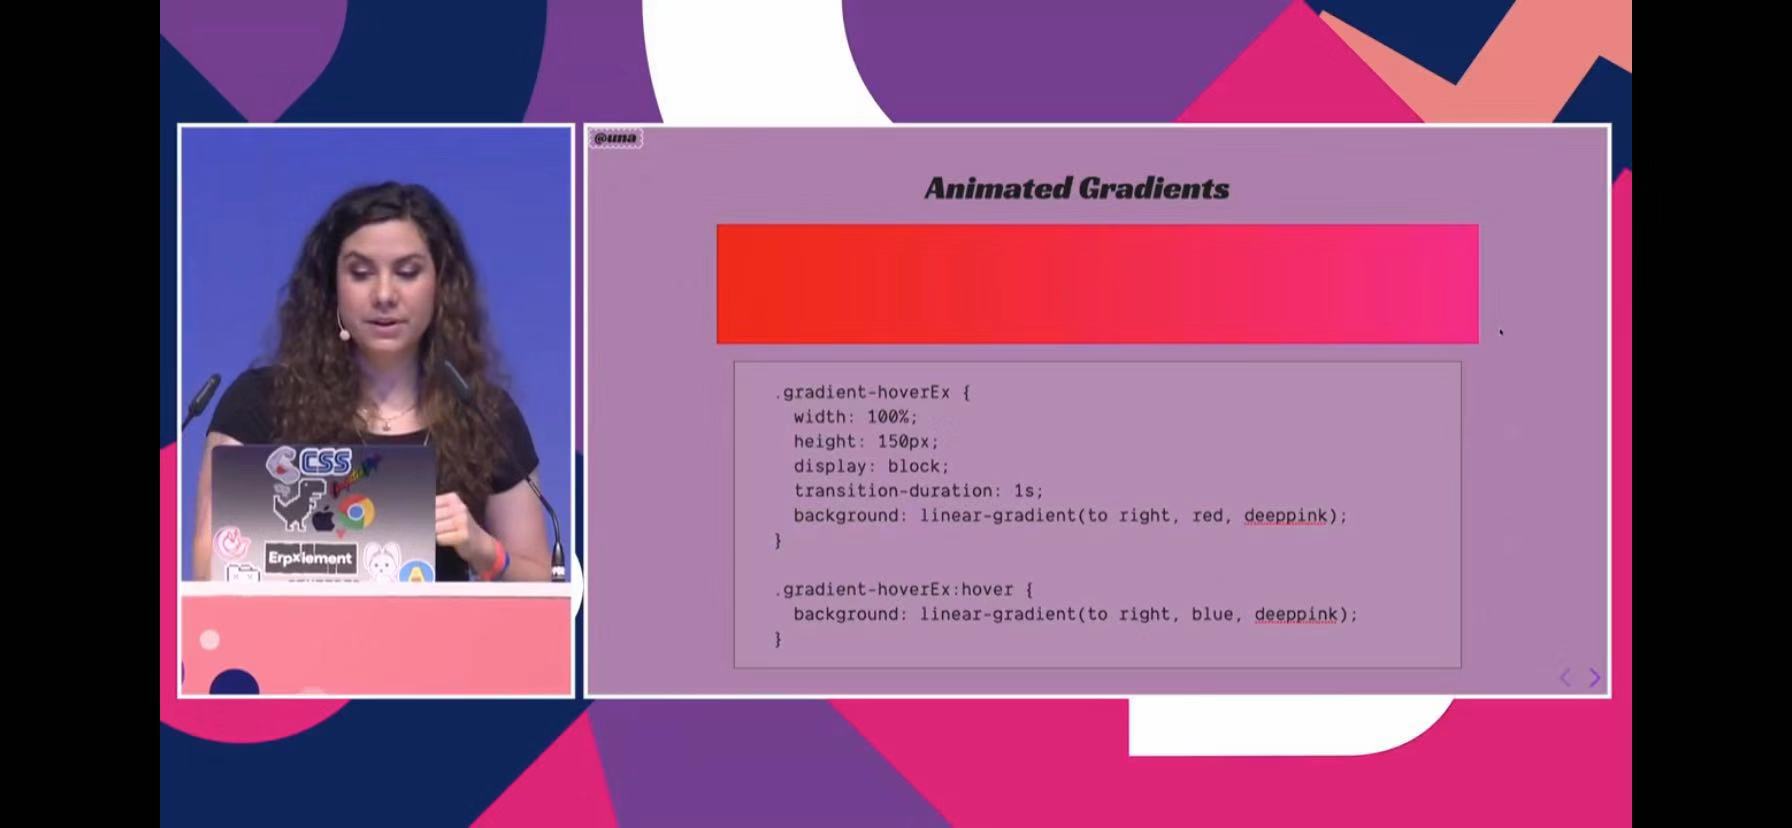 @una
Animated Gradients
.gradient-hoverEx {
width: 100%;
height: 150px;
display: block;
transition-duration: 1s;
background: linear-gradient(to right, red, deeppink);
}
.gradient-hoverEx:hover {
background: linear-gradient(to right, blue, deeppink);
}
CSS